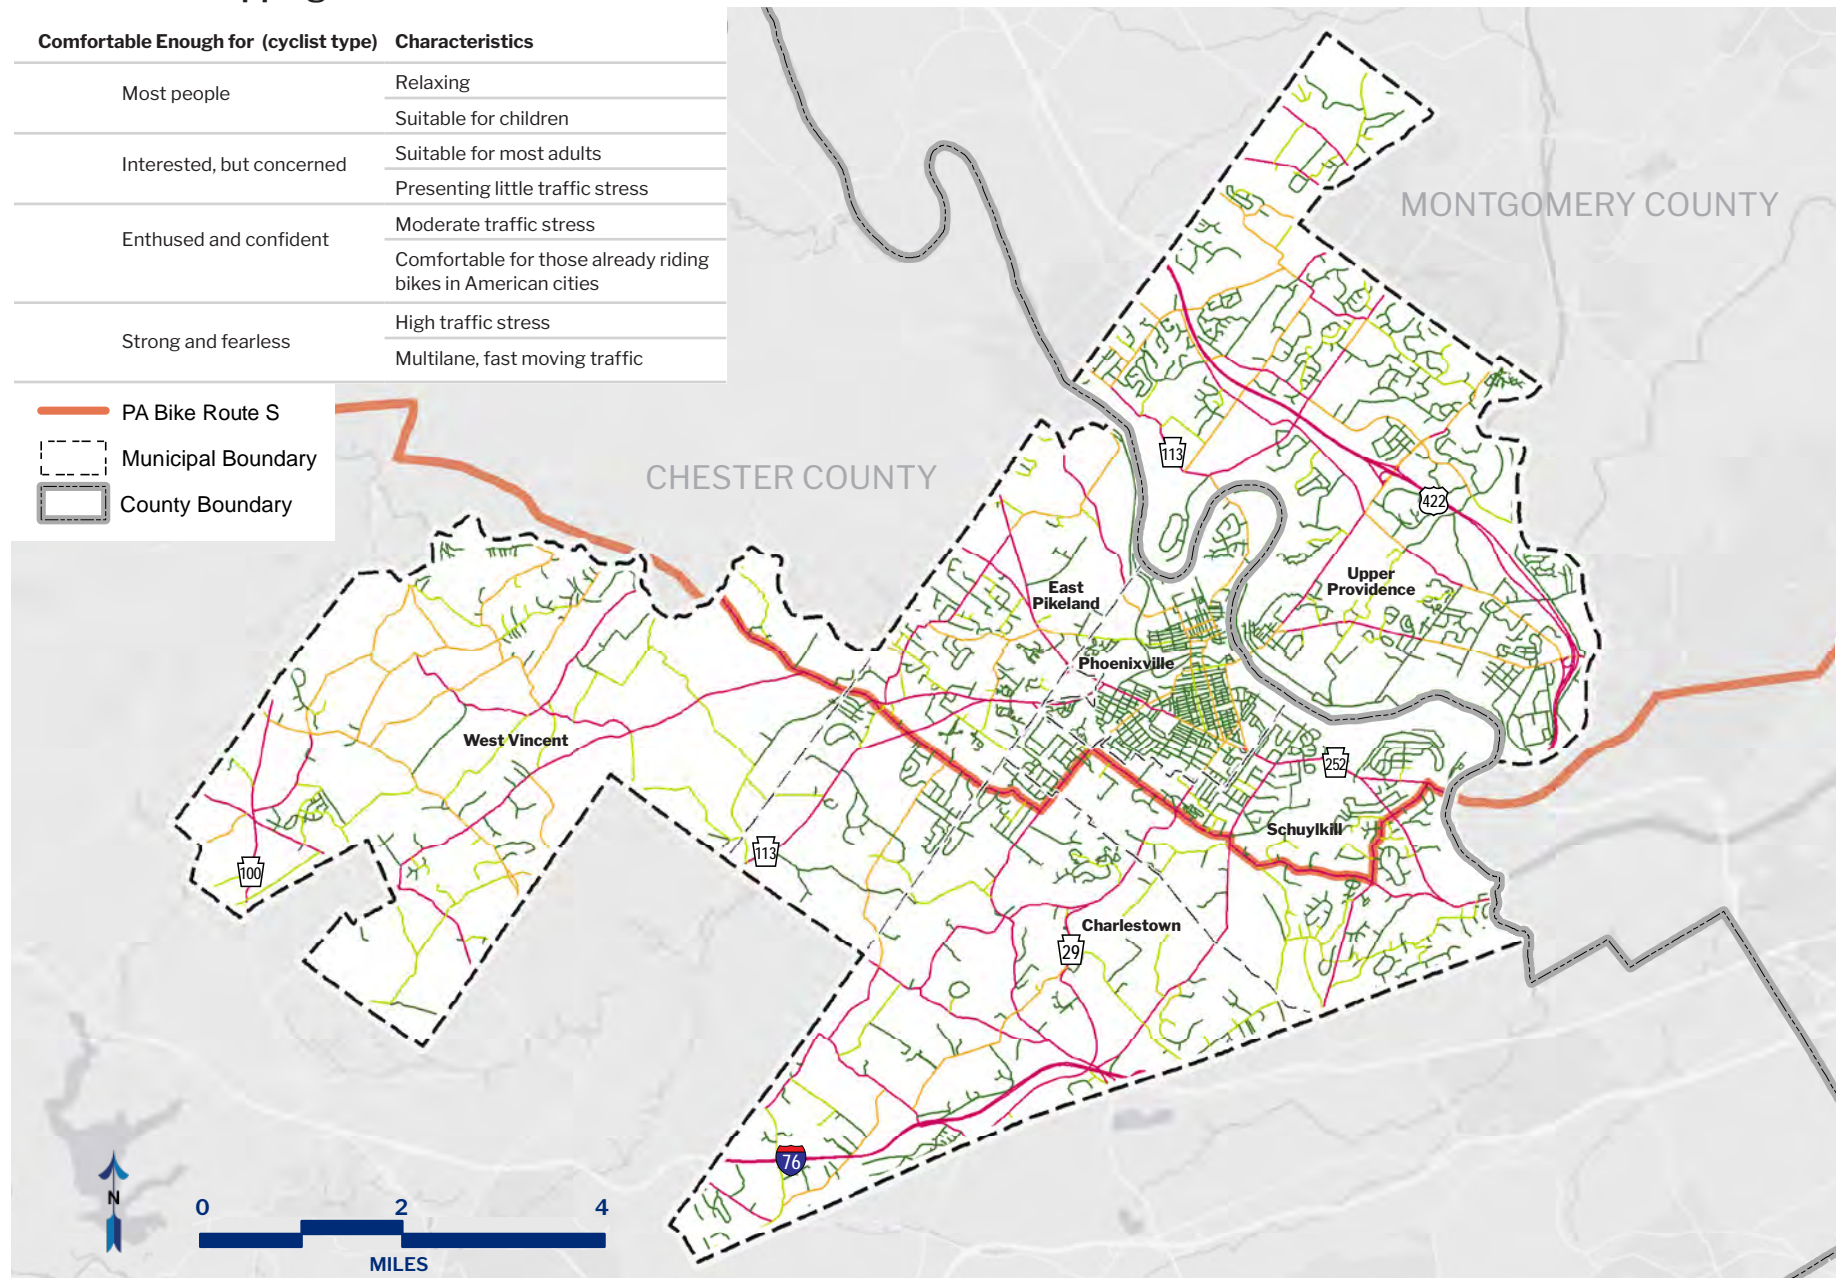 Comfortable Enough for (cyclist type) Characteristics
Most people
Relaxing
Suitable for children
Interested, but concerned
Suitable for most adults
Presenting little traffic stress
Enthused and confident
Moderate traffic stress
Comfortable for those already riding
bikes in American cities
Strong and fearless
High traffic stress
Multilane, fast moving traffic
PA Bike Route S
Municipal Boundary
County Boundary
MONTGOMERY COUNTY
CHESTER COUNTY
113
422
East
Pikeland
Upper
Providence
Phoenixville
West Vincent
252
Schuylkill
113
100
Charlestown
29
76
N
0 2 4
MILES